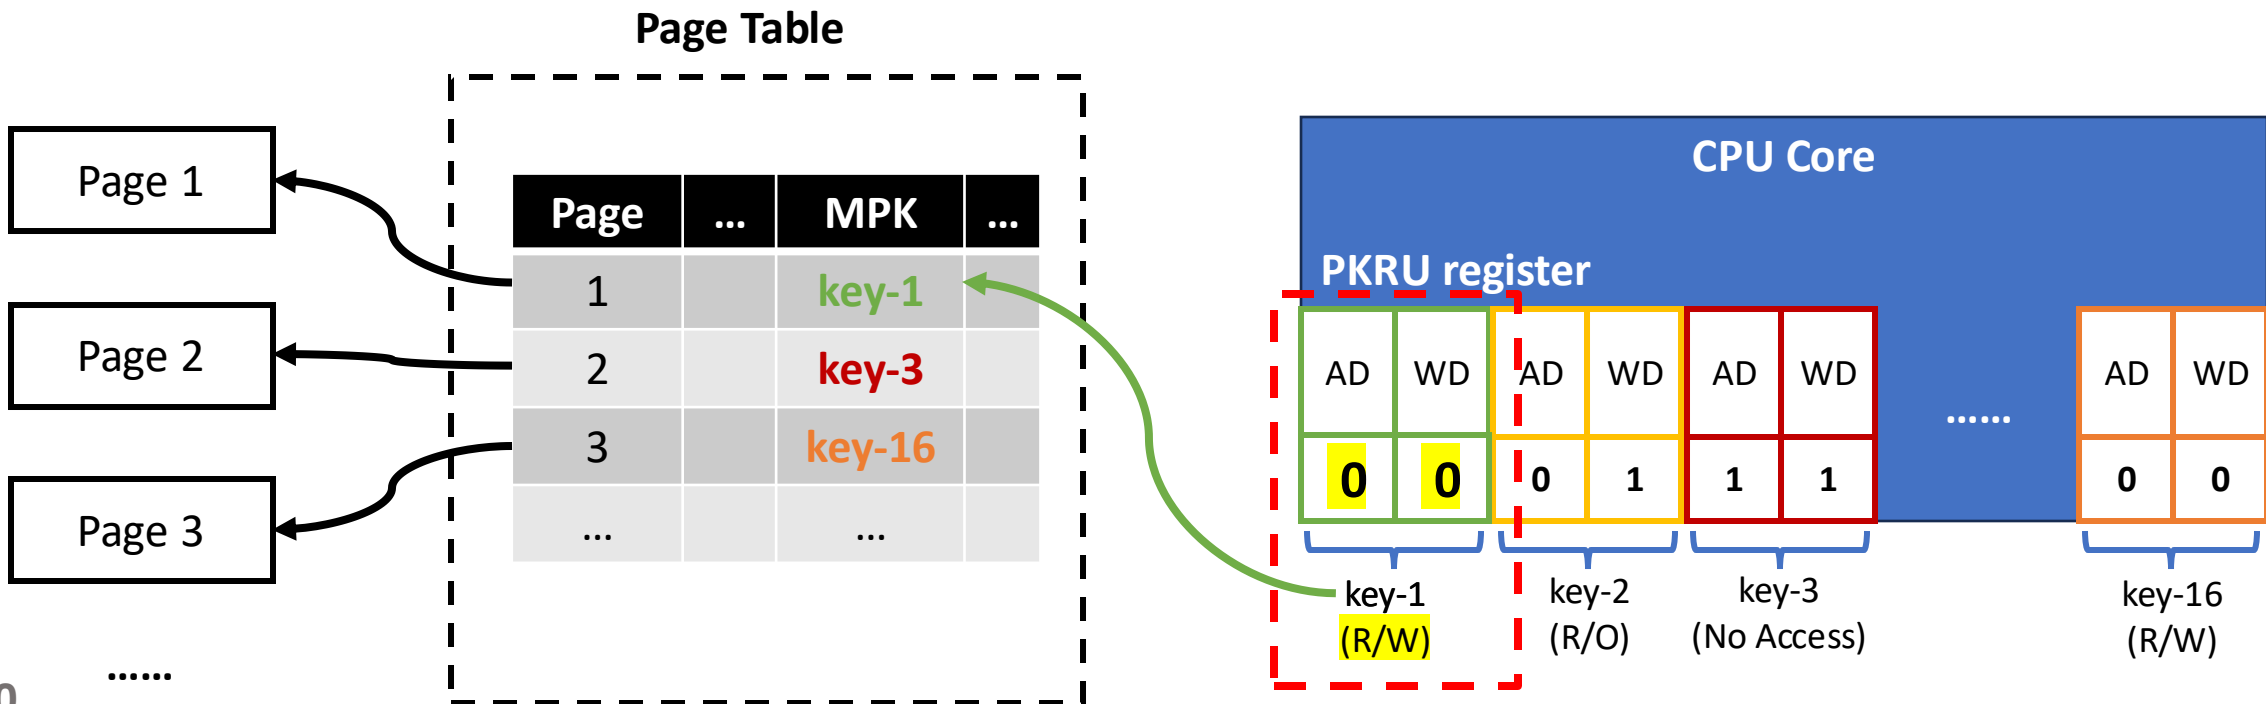 Page Table
Page 1
Page 2
Page 3
......
Page ... MPK ...
1 key-1
2 key-3
3 key-16
... ...
CPU Core
PKRU register
AD WD AD WD AD WD ...... AD WD
0 0 0 1 1 1 0 0
key-1 key-2 key-3 key-16
(R/W) (R/O) (No Access) (R/W)